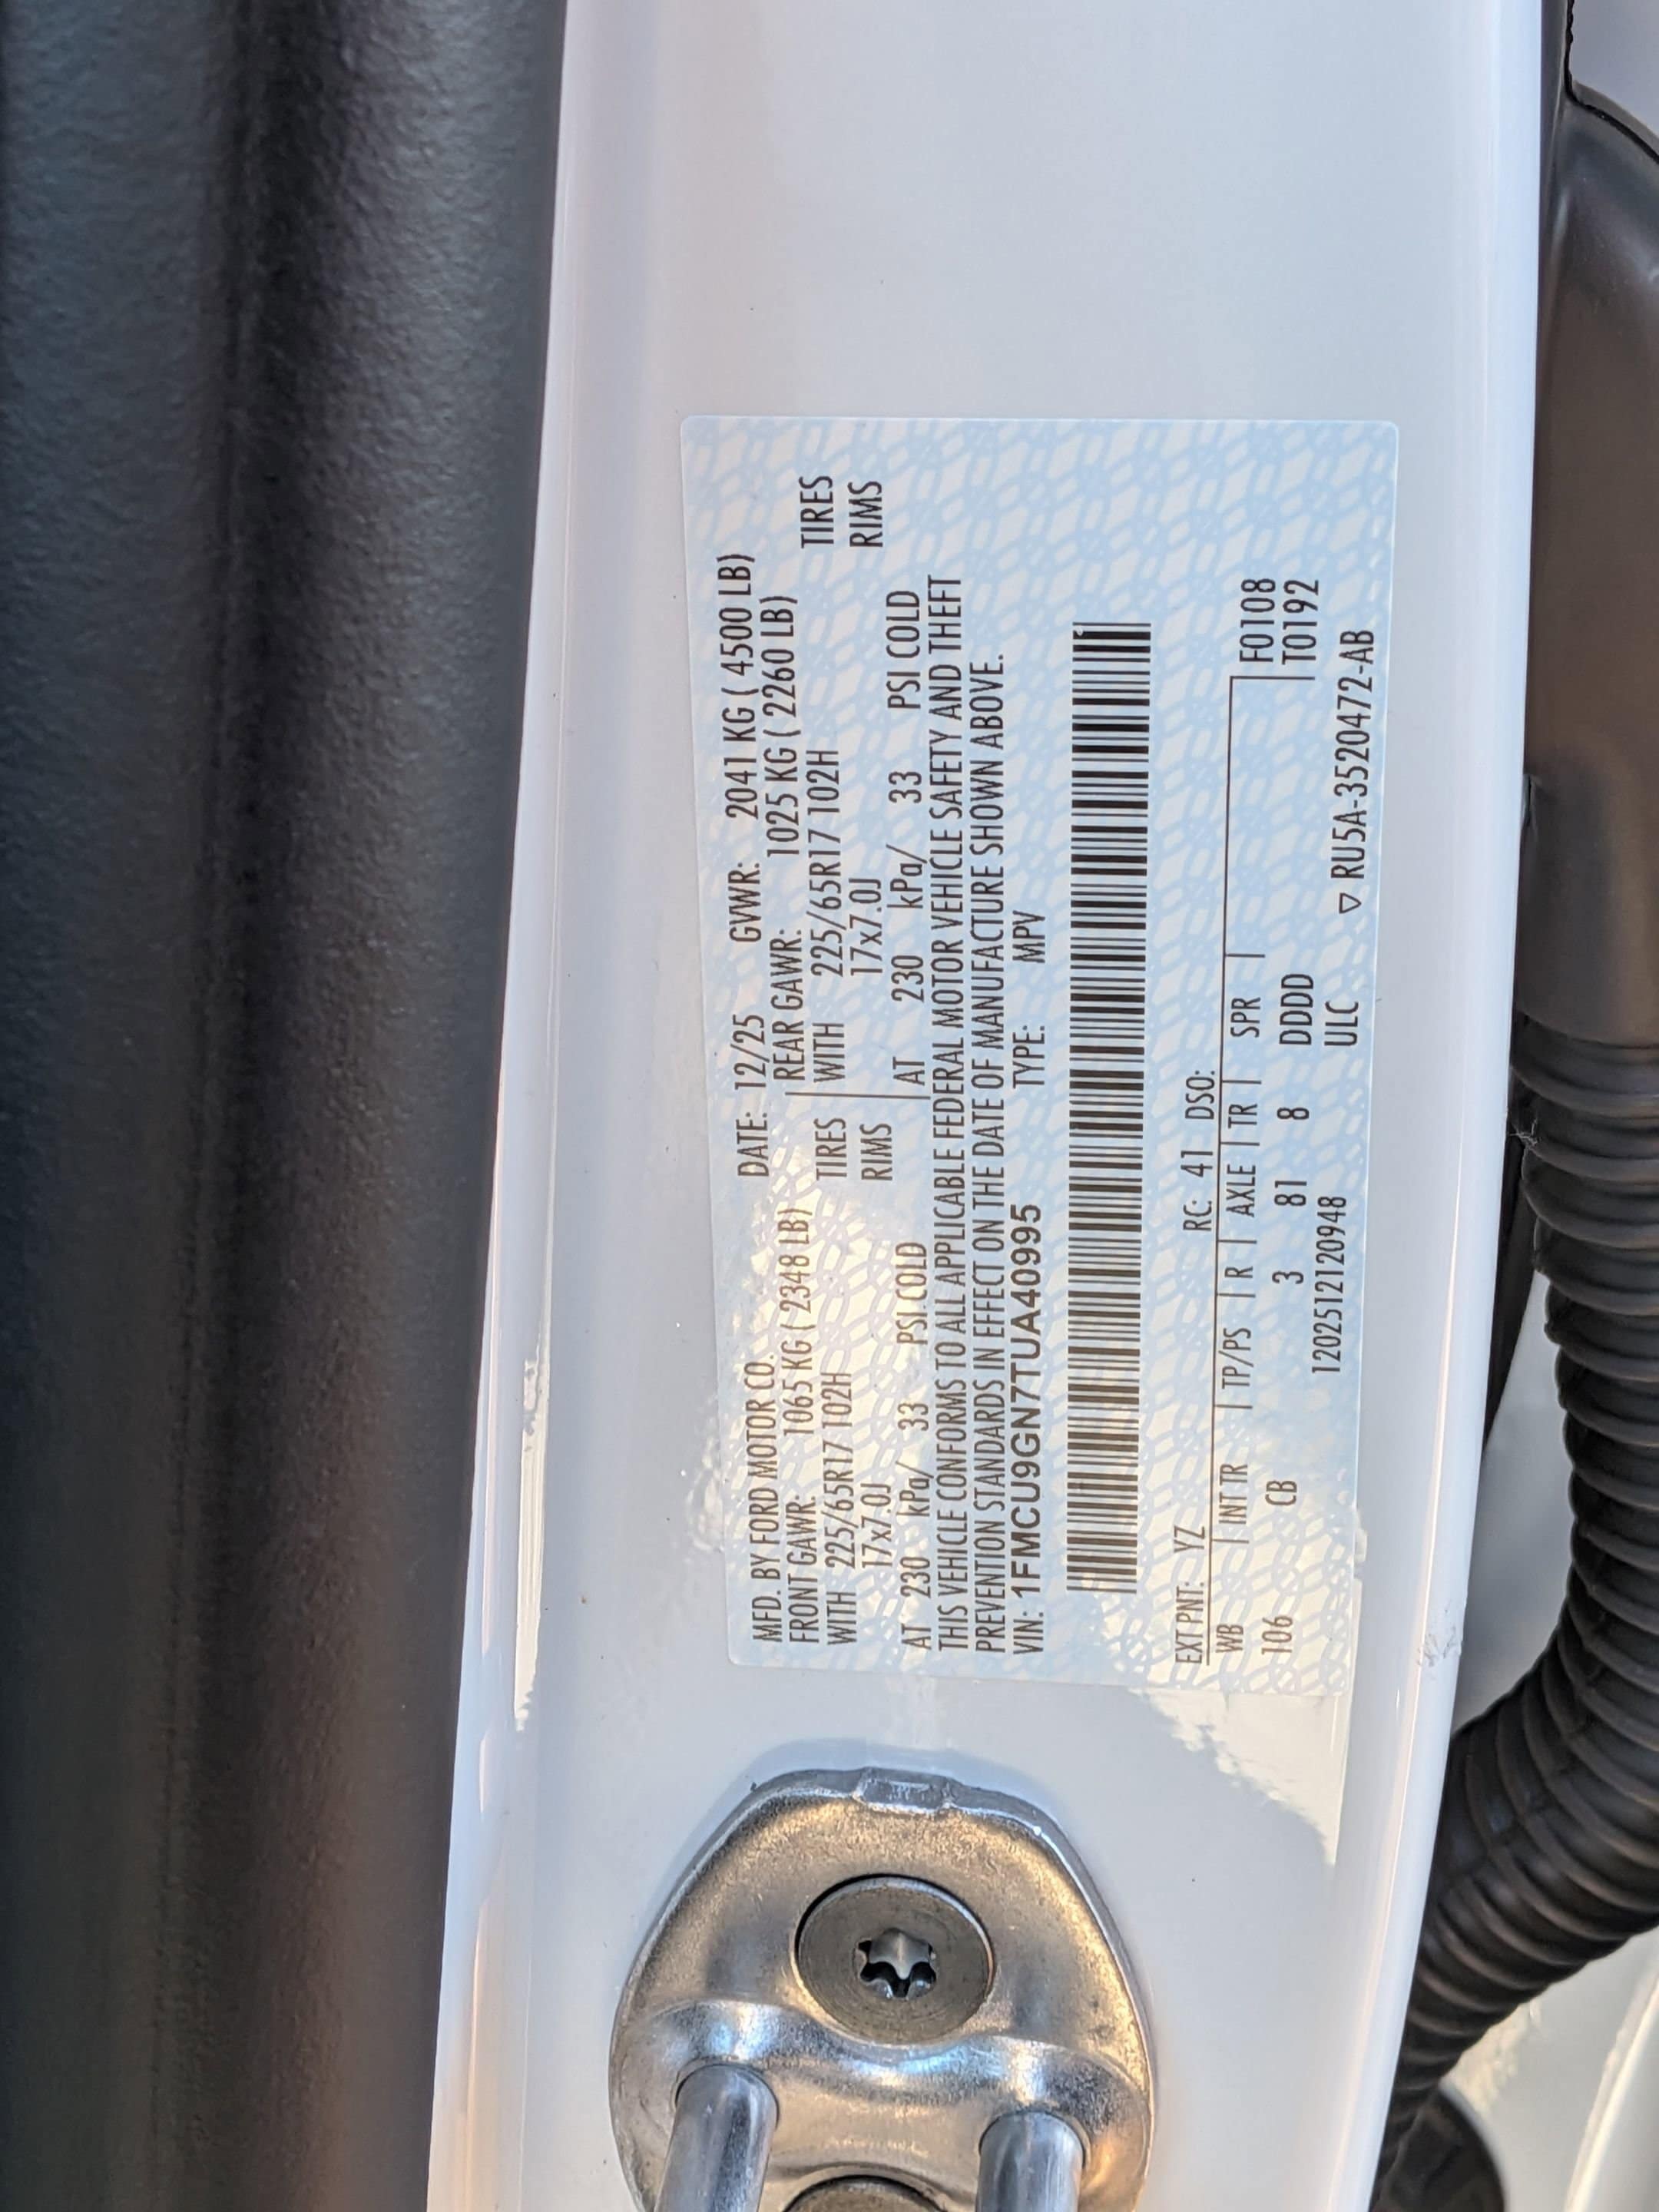 MFD. BY FORD MOTOR CO. DATE: 12/25 GVWR: 2041 KG ( 4500 LB)
FRONT GAWR: 1065 KG ( 2348 LB) REAR GAWR: 1025 KG ( 2260 LB)
WITH 225/65R17 102H TIRES WITH 225/65R17 102H TIRES
17x7.0J RIMS 17x7.0J RIMS
AT 230 kPa/ 33 PSI COLD AT 230 kPa/ 33 PSI COLD
THIS VEHICLE CONFORMS TO ALL APPLICABLE FEDERAL MOTOR VEHICLE SAFETY AND THEFT
PREVENTION STANDARDS IN EFFECT ON THE DATE OF MANUFACTURE SHOWN ABOVE.
VIN: 1FMCU9GN7TUA40995 TYPE: MPV
EXT PNT: YZ RC: 41 DSO:
WB INT TR TP/PS R AXLE TR SPR F0108
106 CB 3 81 8 DDDD T0192
1202512120948 ULC ▽ RU5A-3520472-AB